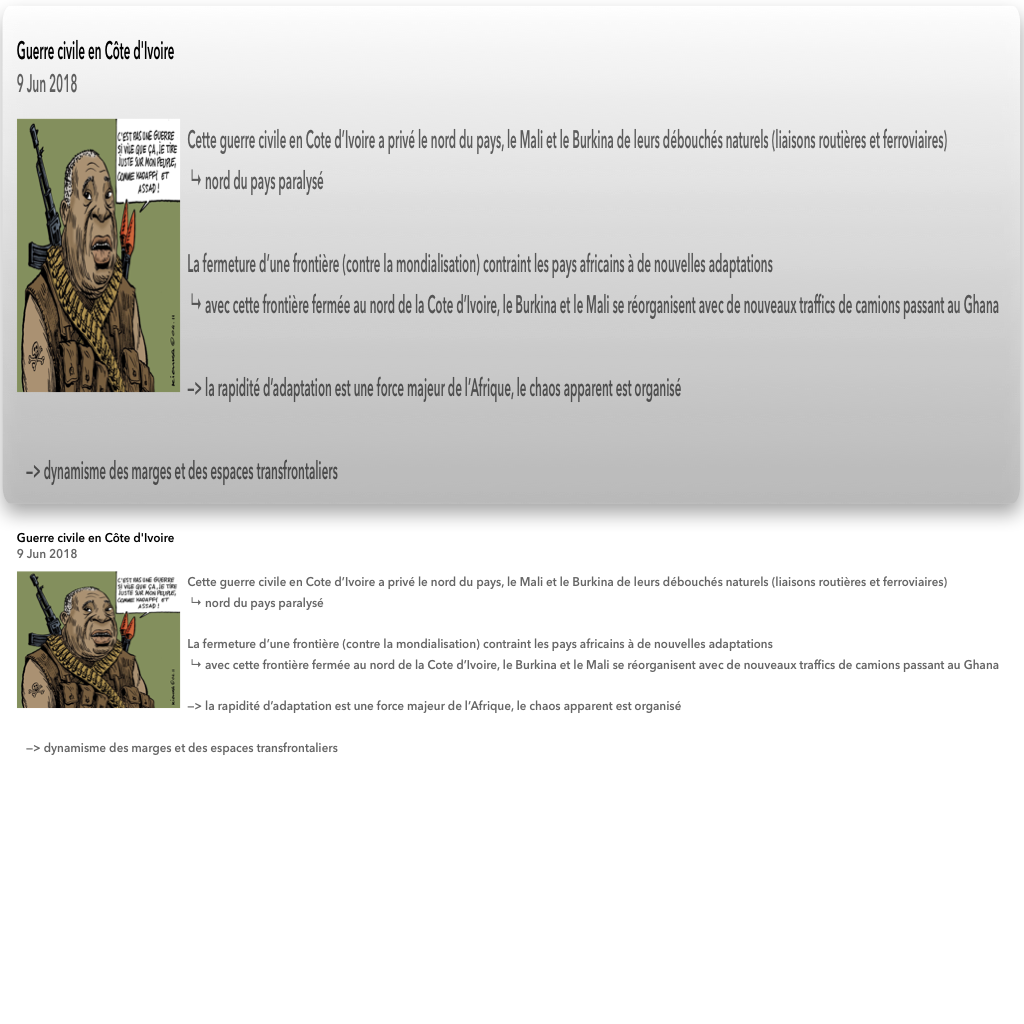 Guerre civile en Côte d'Ivoire
9 Jun 2018
C'EST PAS UNE GUERRE
SI VILE QUE ÇA, JE TIRE
JUSTE SUR MON PEUPLE,
COMME KADAFFI ET
ASSAD !
Cette guerre civile en Cote d’Ivoire a privé le nord du pays, le Mali et le Burkina de leurs débouchés naturels (liaisons routières et ferroviaires)
↳ nord du pays paralysé
La fermeture d’une frontière (contre la mondialisation) contraint les pays africains à de nouvelles adaptations
↳ avec cette frontière fermée au nord de la Cote d’Ivoire, le Burkina et le Mali se réorganisent avec de nouveaux traffics de camions passant au Ghana
—> la rapidité d’adaptation est une force majeur de l’Afrique, le chaos apparent est organisé
—> dynamisme des marges et des espaces transfrontaliers
Guerre civile en Côte d'Ivoire
9 Jun 2018
C'EST PAS UNE GUERRE
SI VILE QUE ÇA, JE TIRE
JUSTE SUR MON PEUPLE,
COMME KADAFFI ET
ASSAD !
Cette guerre civile en Cote d’Ivoire a privé le nord du pays, le Mali et le Burkina de leurs débouchés naturels (liaisons routières et ferroviaires)
↳ nord du pays paralysé
La fermeture d’une frontière (contre la mondialisation) contraint les pays africains à de nouvelles adaptations
↳ avec cette frontière fermée au nord de la Cote d’Ivoire, le Burkina et le Mali se réorganisent avec de nouveaux traffics de camions passant au Ghana
—> la rapidité d’adaptation est une force majeur de l’Afrique, le chaos apparent est organisé
—> dynamisme des marges et des espaces transfrontaliers